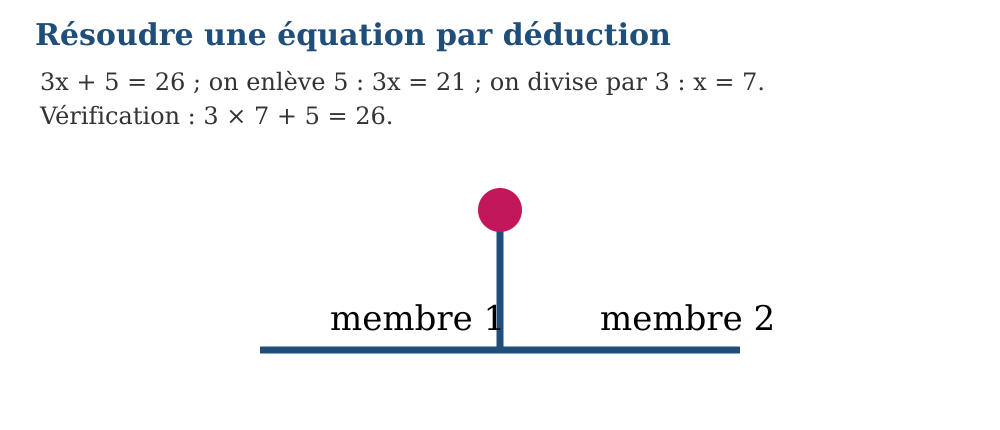 Résoudre une équation par déduction
3x + 5 = 26 ; on enlève 5 : 3x = 21 ; on divise par 3 : x = 7.
Vérification : 3 × 7 + 5 = 26.
membre 1 membre 2